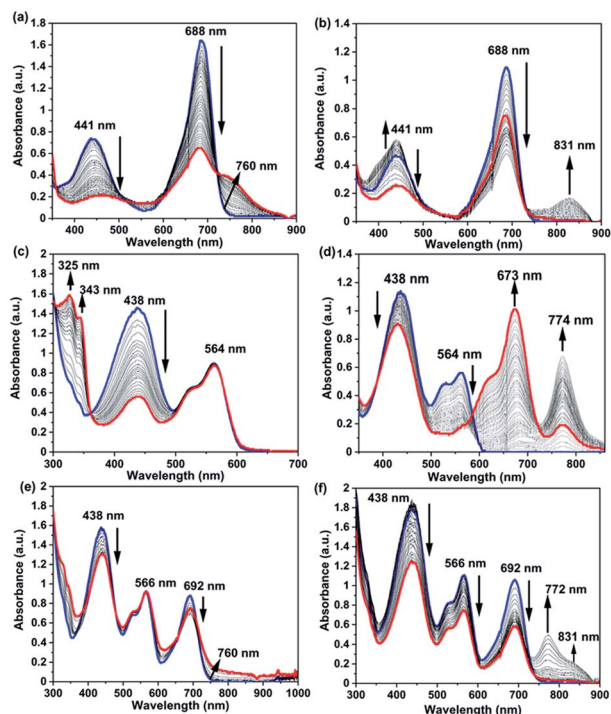 (a)
1.8
1.6
1.4
1.2
1
0.8
0.6
0.4
0.2
0
Absorbance (a.u.)
688 nm
441 nm
760 nm
400 500 600 700 800 900
Wavelength (nm)
(b)
1.6
1.4
1.2
1
0.8
0.6
0.4
0.2
0
Absorbance (a.u.)
688 nm
441 nm
831 nm
400 500 600 700 800 900
Wavelength (nm)
(c)
2
1.8
1.6
1.4
1.2
1
0.8
0.6
0.4
0.2
0
Absorbance (a.u.)
325 nm
343 nm
438 nm
564 nm
300 400 500 600 700
Wavelength (nm)
(d)
1.4
1.2
1
0.8
0.6
0.4
0.2
0
Absorbance (a.u.)
438 nm
673 nm
564 nm
774 nm
400 500 600 700 800
Wavelength (nm)
(e)
2
1.8
1.6
1.4
1.2
1
0.8
0.6
0.4
0.2
0
Absorbance (a.u.)
438 nm
566 nm
692 nm
760 nm
300 400 500 600 700 800 900 1000
Wavelength (nm)
(f)
2
1.8
1.6
1.4
1.2
1
0.8
0.6
0.4
0.2
0
Absorbance (a.u.)
438 nm
566 nm
692 nm
772 nm
831 nm
300 400 500 600 700 800 900
Wavelength (nm)